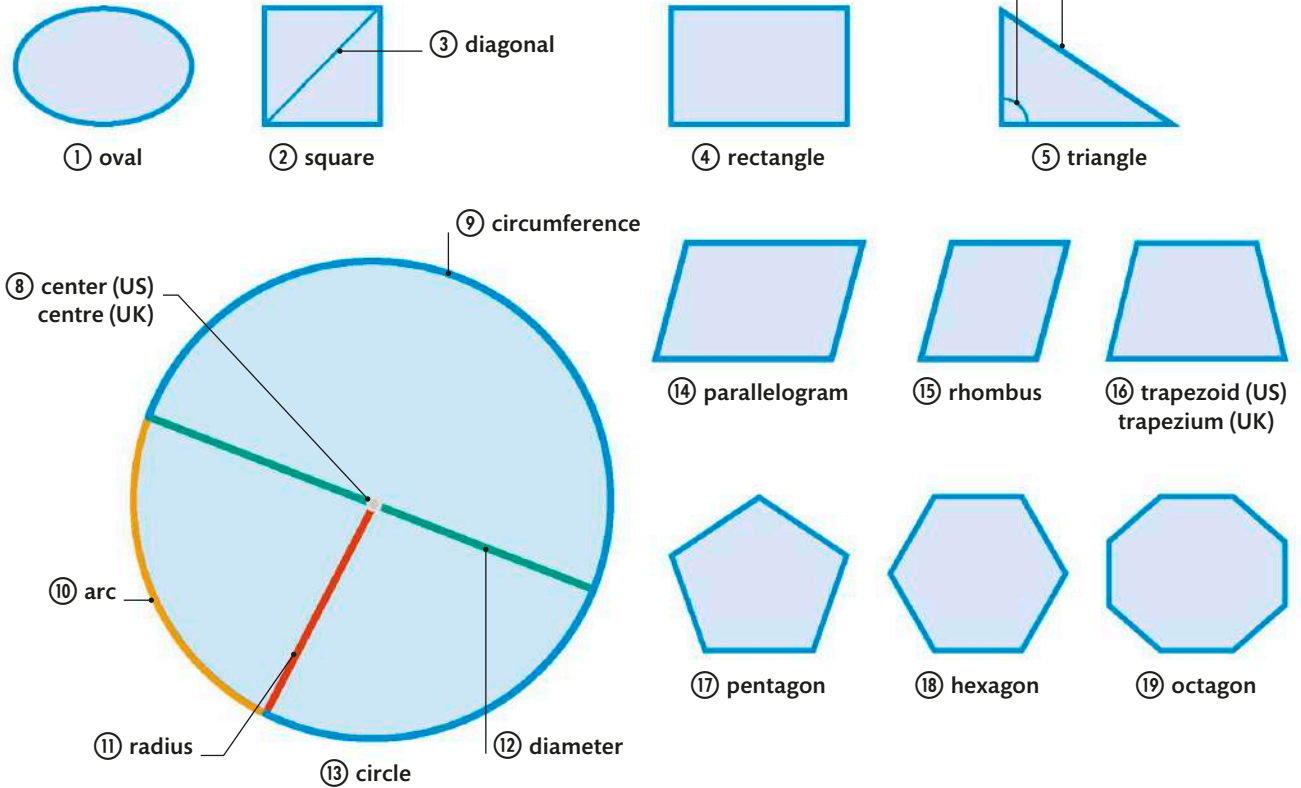 ③ diagonal
① oval
② square
④ rectangle
⑤ triangle
⑨ circumference
⑧ center (US)
centre (UK)
⑭ parallelogram
⑮ rhombus
⑯ trapezoid (US)
trapezium (UK)
⑩ arc
⑰ pentagon
⑱ hexagon
⑲ octagon
⑪ radius
⑫ diameter
⑬ circle